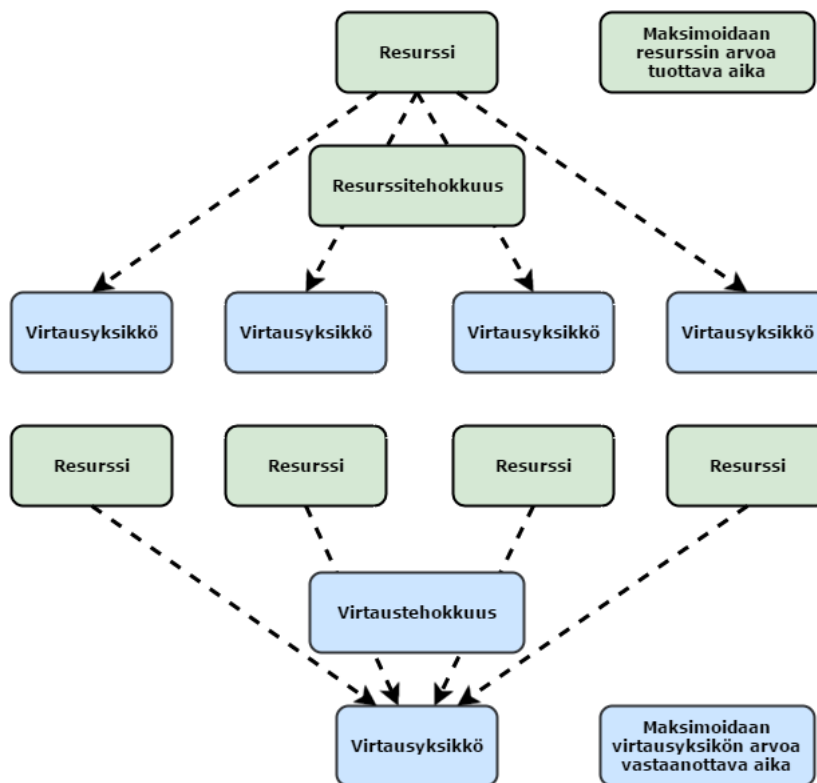 Resurssi
Maksimoidaan
resurssin arvoa
tuottava aika
Resurssitehokkuus
Virtausyksikkö
Virtausyksikkö
Virtausyksikkö
Virtausyksikkö
Resurssi
Resurssi
Resurssi
Resurssi
Virtaustehokkuus
Virtausyksikkö
Maksimoidaan
virtausyksikön arvoa
vastaanottava aika